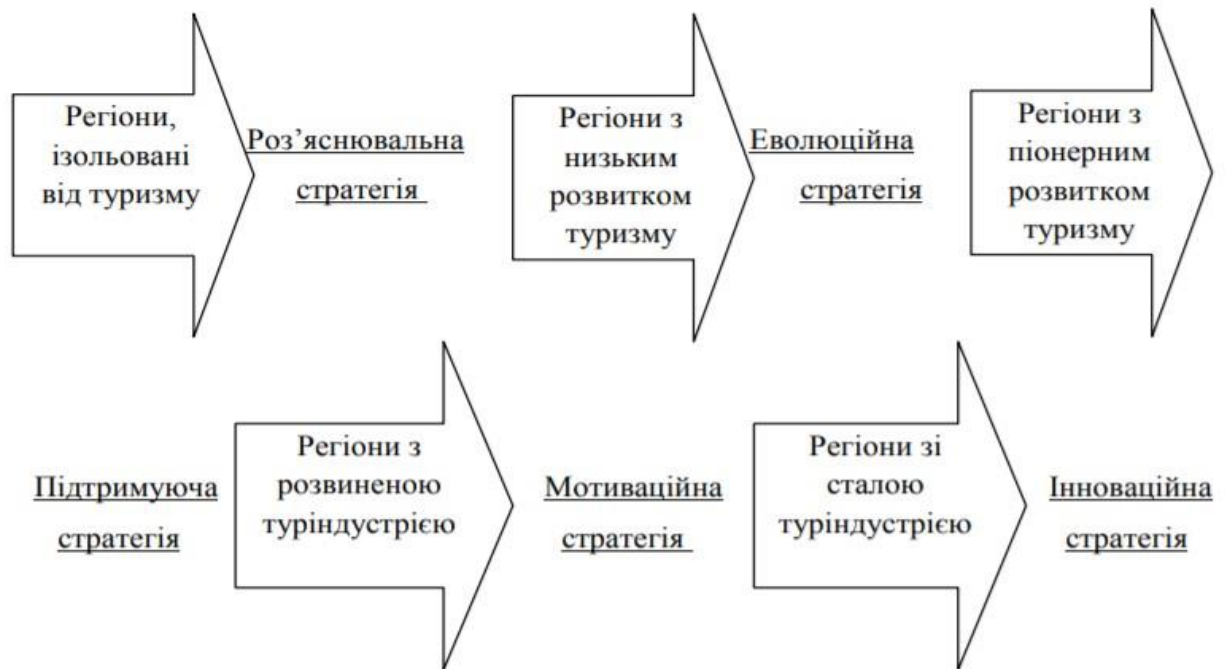 Регіони,
ізольовані
від туризму
Роз’яснювальна
стратегія
Регіони з
низьким
розвитком
туризму
Еволюційна
стратегія
Регіони з
піонерним
розвитком
туризму
Підтримуюча
стратегія
Регіони з
розвиненою
туріндустрією
Мотиваційна
стратегія
Регіони зі
сталою
туріндустрією
Інноваційна
стратегія